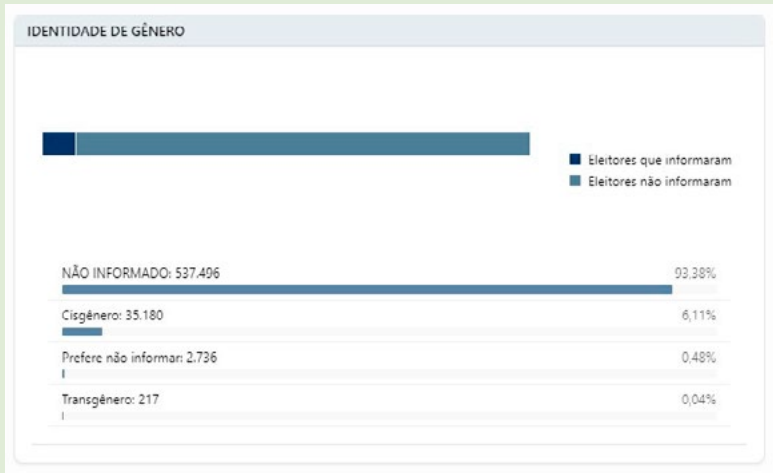 IDENTIDADE DE GÊNERO
Eleitores que informaram
Eleitores não informaram
NÃO INFORMADO: 537.496 93,38%
Cisgênero: 35.180 6,11%
Prefere não informar: 2.736 0,48%
Transgênero: 217 0,04%